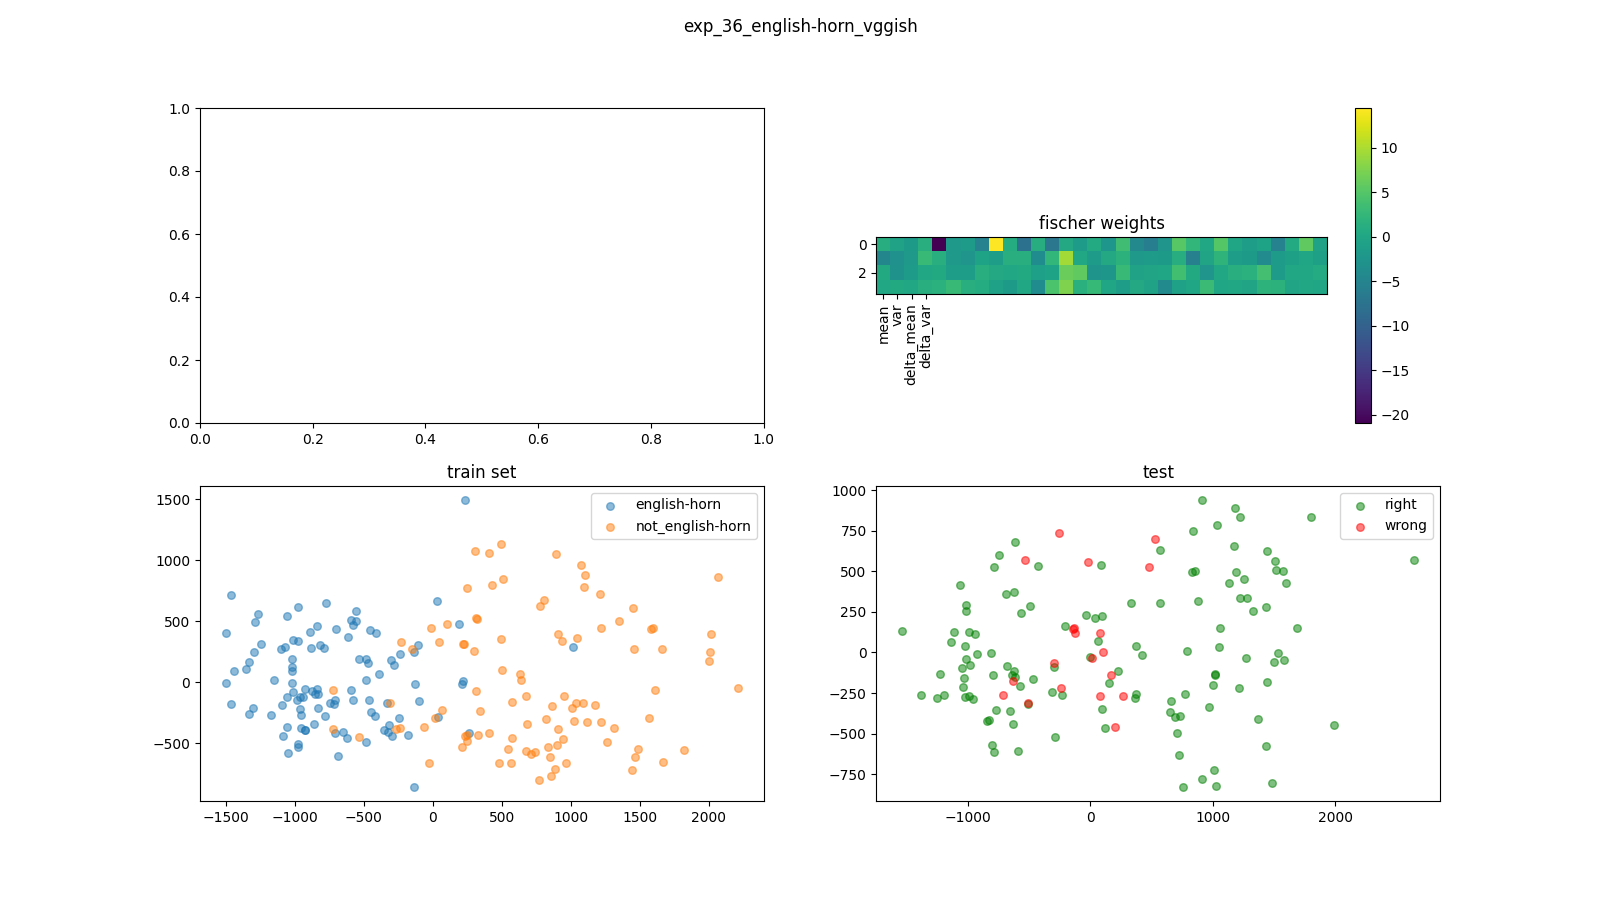 exp_36_english-horn_vggish
1.0
0.8
0.6
0.4
0.2
0.0
0.0 0.2 0.4 0.6 0.8 1.0
fischer weights
0
2
mean
var
delta_mean
delta_var
10
5
0
−5
−10
−15
−20
train set
english-horn
not_english-horn
1500
1000
500
0
−500
−1500 −1000 −500 0 500 1000 1500 2000
test
right
wrong
1000
750
500
250
0
−250
−500
−750
−1000 0 1000 2000